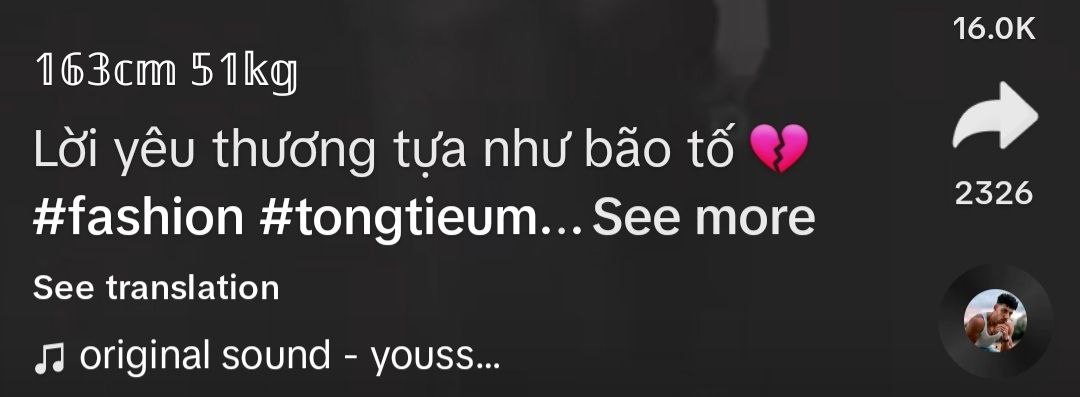 16.0K
163cm 51kg
Lời yêu thương tựa như bão tố 💔
2326
#fashion #tongtieum... See more
See translation
♫ original sound - youss...